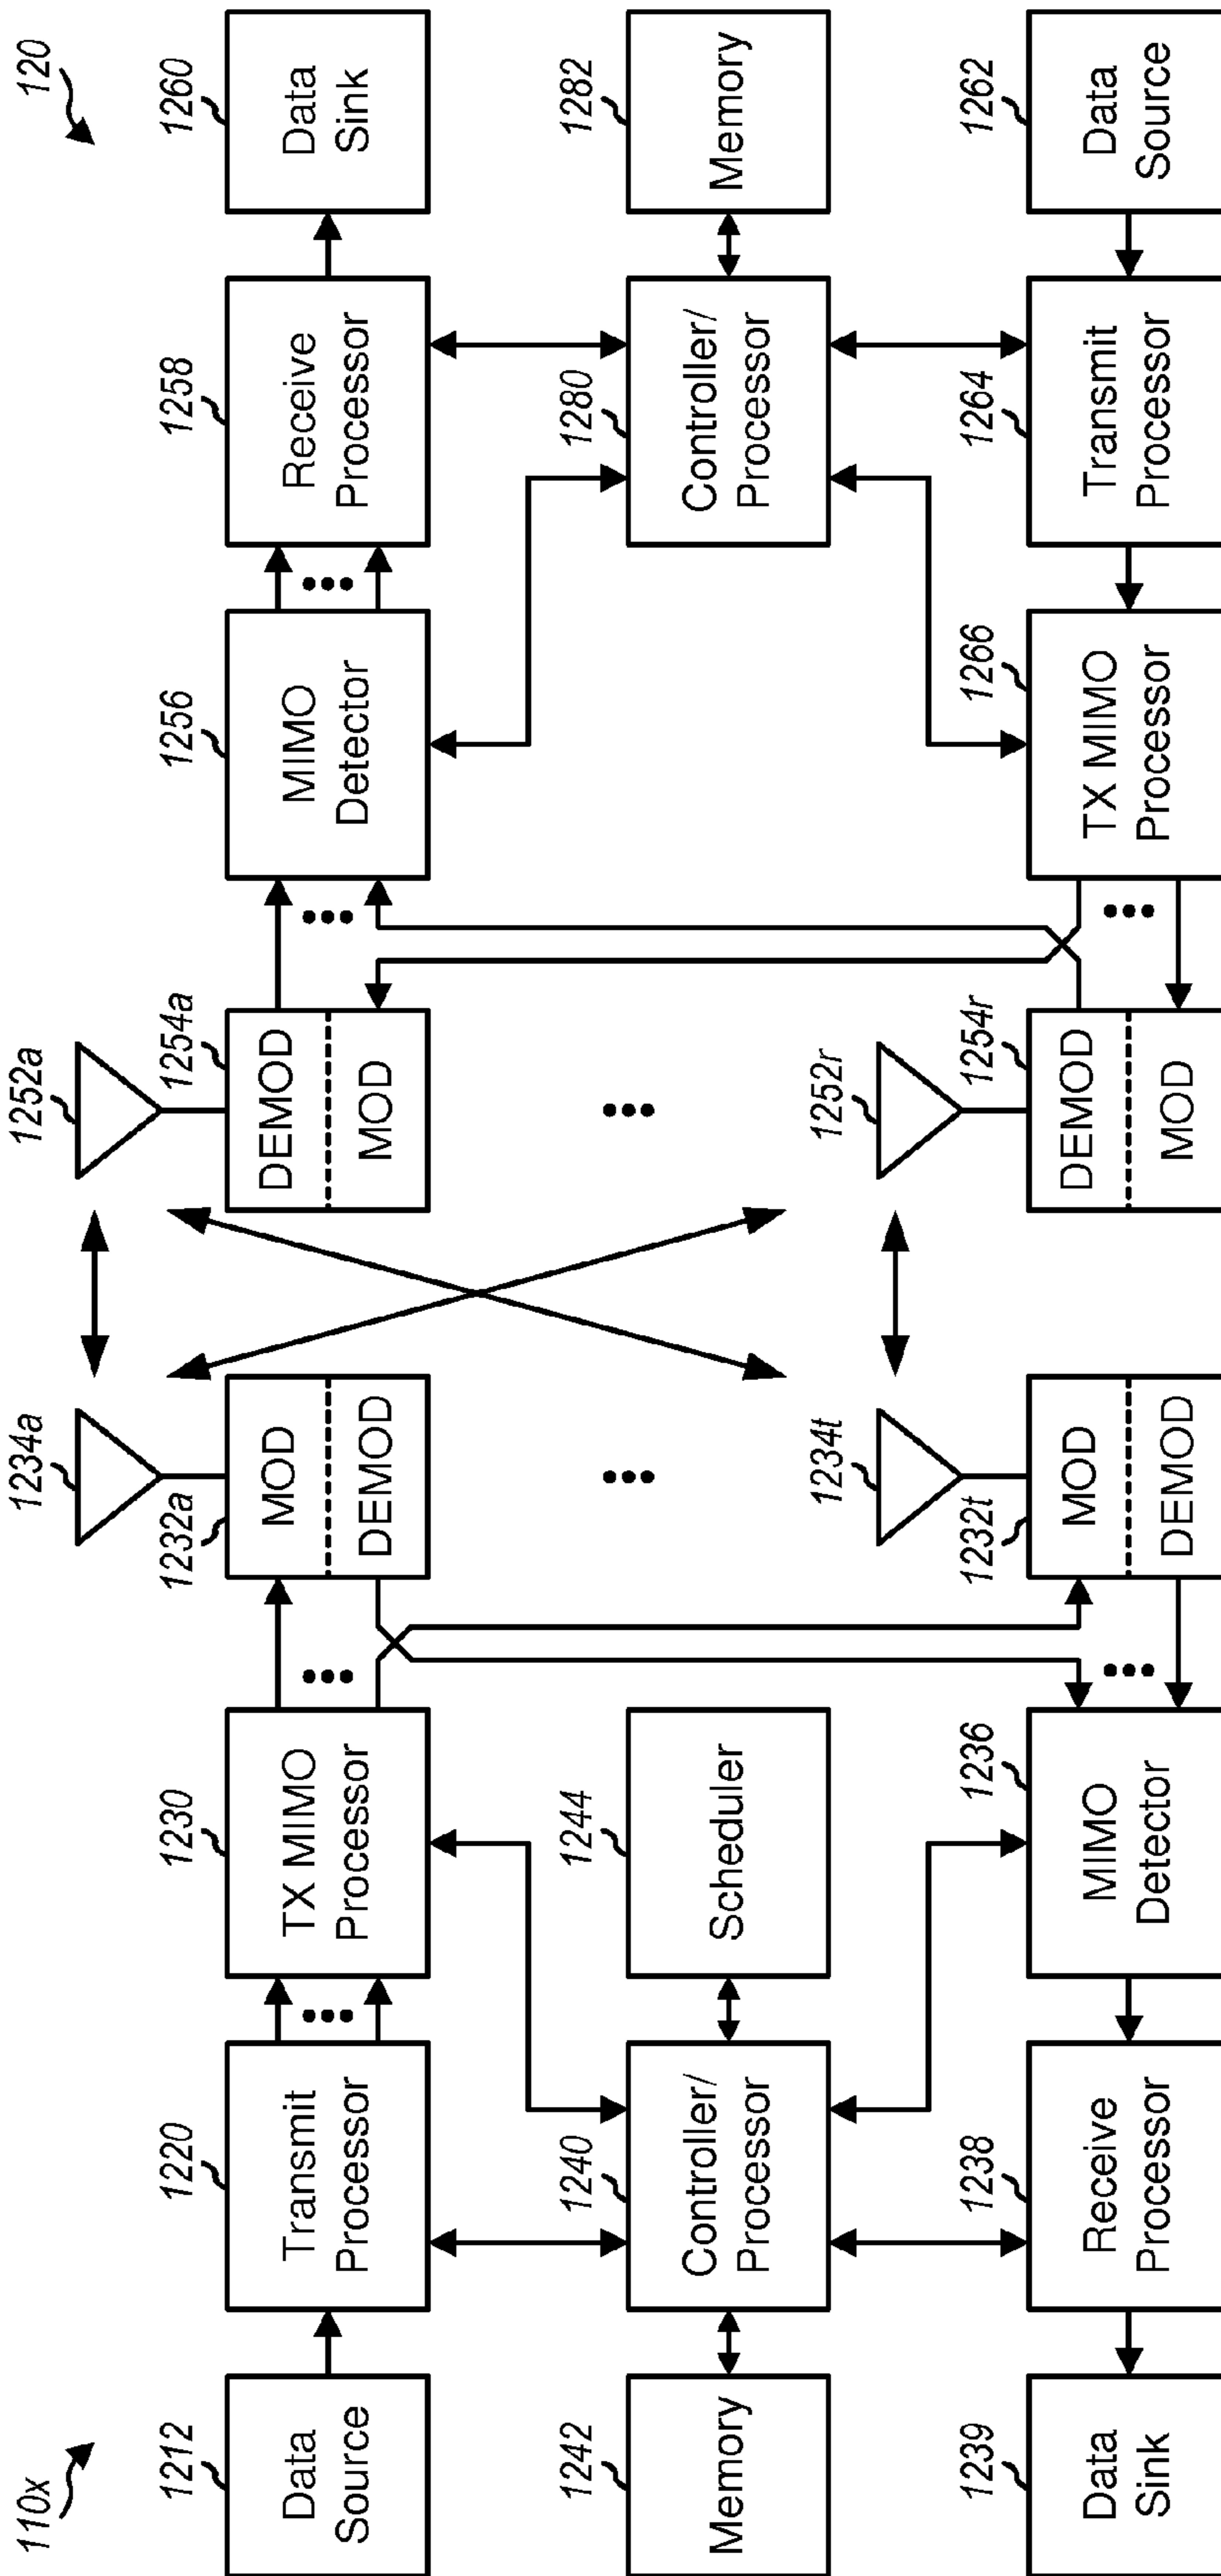 110x
120
1212
Data
Source
1220
Transmit
Processor
1230
TX MIMO
Processor
1232a
MOD
DEMOD
1234a
1252a
1254a
DEMOD
MOD
1256
MIMO
Detector
1258
Receive
Processor
1260
Data
Sink
1242
Memory
1240
Controller/
Processor
1244
Scheduler
1280
Controller/
Processor
1282
Memory
1239
Data
Sink
1238
Receive
Processor
1236
MIMO
Detector
1232t
MOD
DEMOD
1234t
1252r
1254r
DEMOD
MOD
1266
TX MIMO
Processor
1264
Transmit
Processor
1262
Data
Source